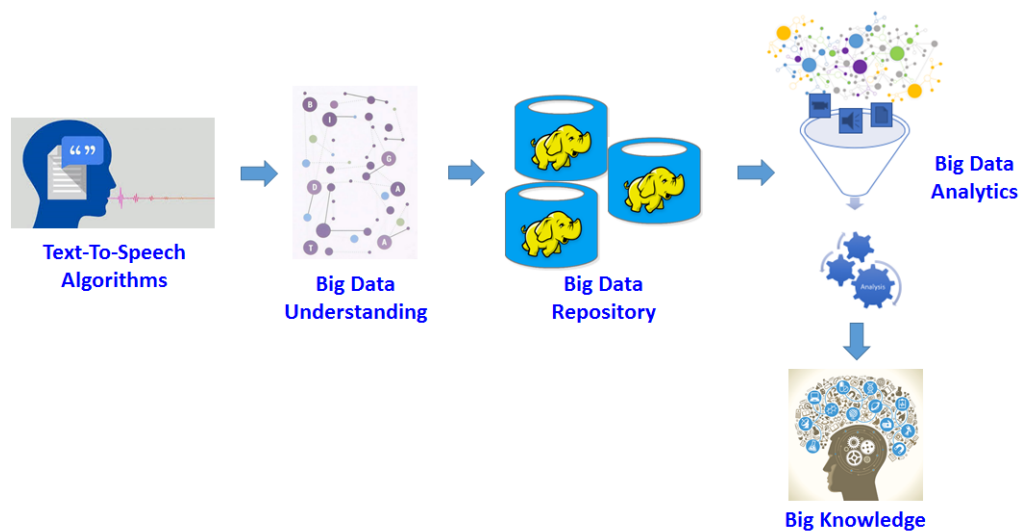 “ ”
Text-To-Speech
Algorithms
B
I
G
D
A
T
A
Big Data
Understanding
Big Data
Repository
Big Data
Analytics
Analysis
Big Knowledge